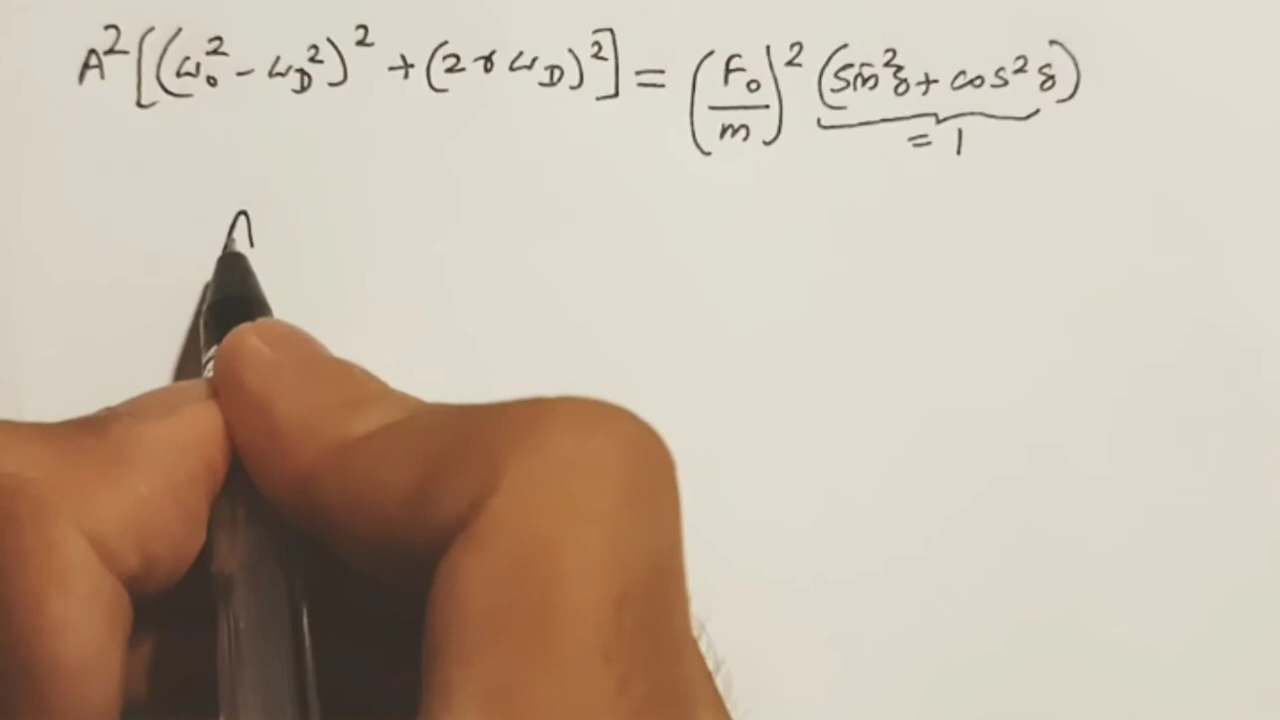 A²[(ω₀² - ω_D²)² + (2γω_D)²] = (F₀/m)² (sin²δ + cos²δ)
= 1
A